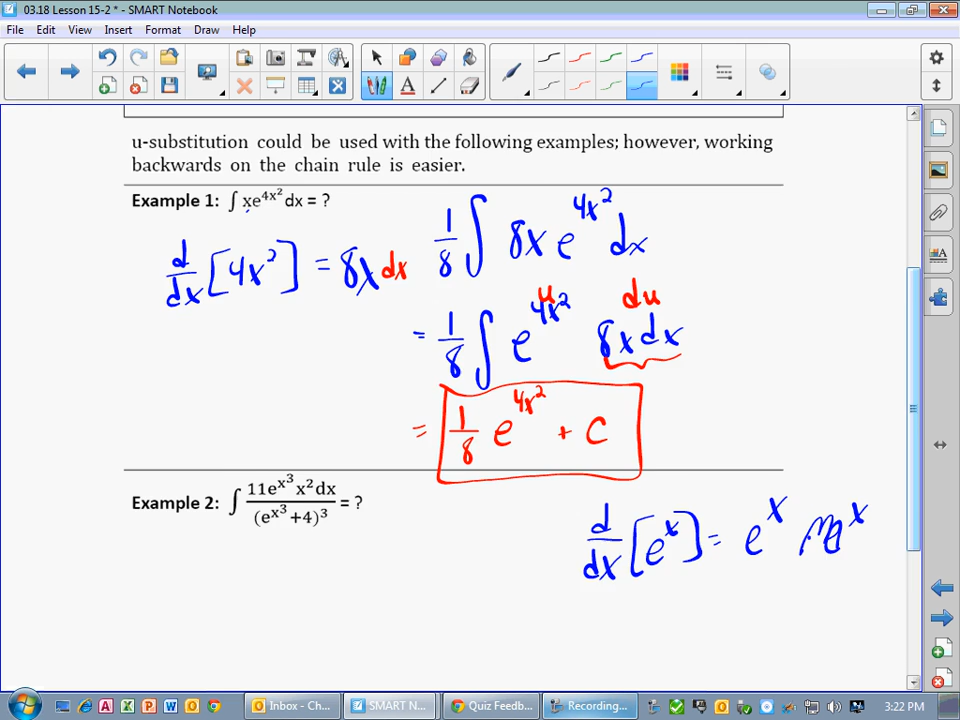 03.18 Lesson 15-2 * - SMART Notebook
File Edit View Insert Format Draw Help
u-substitution could be used with the following examples; however, working
backwards on the chain rule is easier.
Example 1: ∫ xe^{4x²} dx = ?
d/dx [4x²] = 8x dx
1/8 ∫ 8x e^{4x²} dx
u du
= 1/8 ∫ e^{4x²} 8x dx
= 1/8 e^{4x²} + C
Example 2: ∫ 11e^{x³}x²dx / (e^{x³}+4)³ = ?
d/dx [e^x] = e^x
Inbox - Ch... SMART N... Quiz Feedb... Recording... 3:22 PM